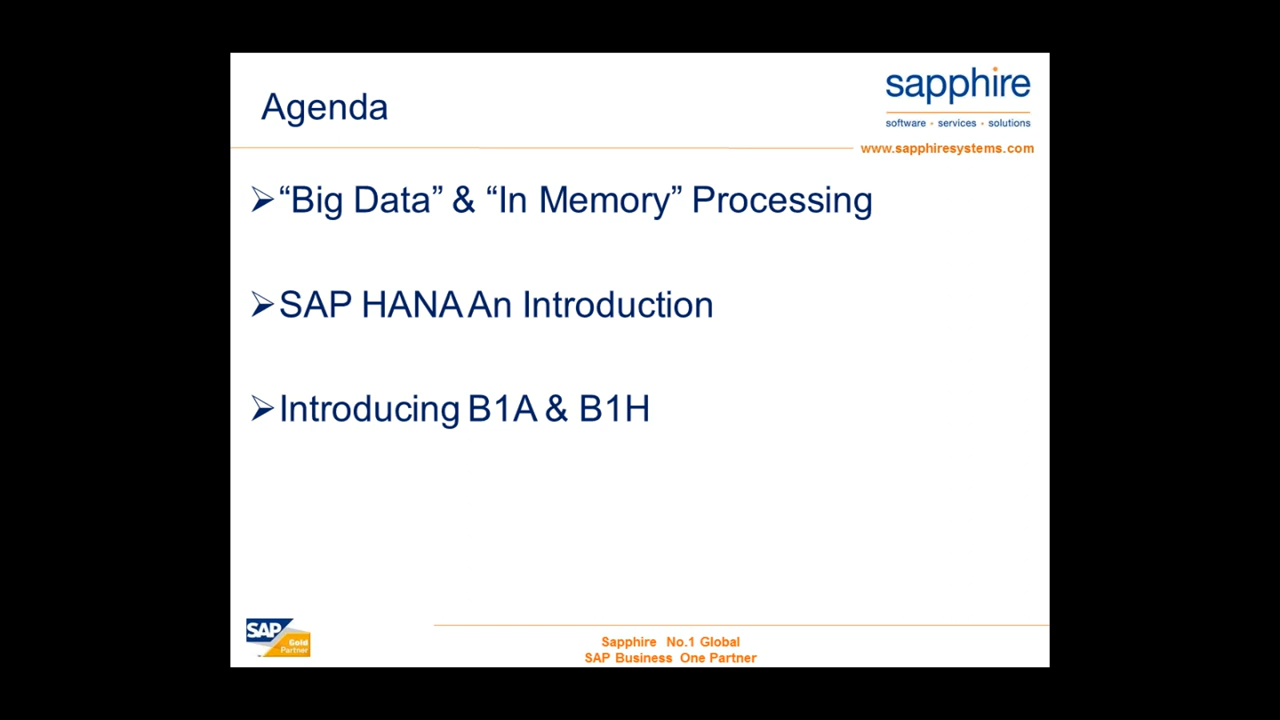 Agenda
sapphire
software - services - solutions
www.sapphiresystems.com
“Big Data” & “In Memory” Processing
SAP HANA An Introduction
Introducing B1A & B1H
SAP
Gold
Partner
Sapphire No.1 Global
SAP Business One Partner